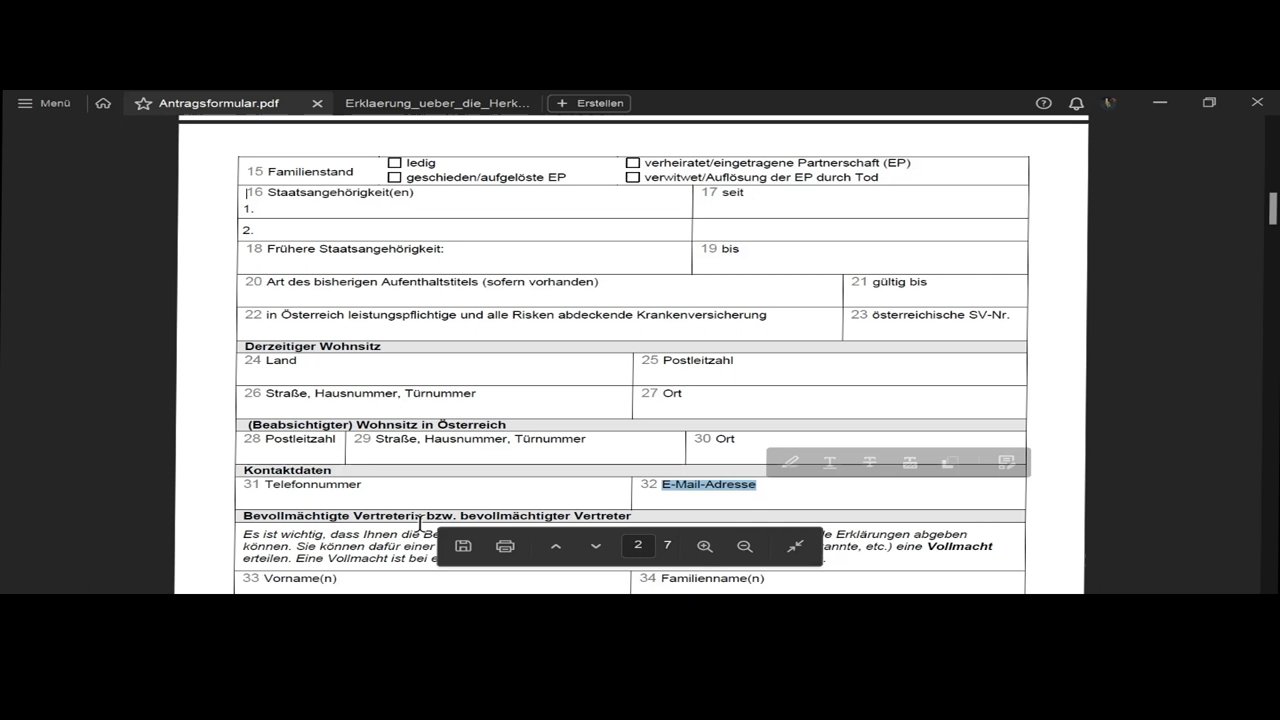 Menü
Antragsformular.pdf
Erklaerung_ueber_die_Herk...
Erstellen
15 Familienstand
ledig
verheiratet/eingetragene Partnerschaft (EP)
geschieden/aufgelöste EP
verwitwet/Auflösung der EP durch Tod
16 Staatsangehörigkeit(en)
17 seit
1.
2.
18 Frühere Staatsangehörigkeit:
19 bis
20 Art des bisherigen Aufenthaltstitels (sofern vorhanden)
21 gültig bis
22 in Österreich leistungspflichtige und alle Risken abdeckende Krankenversicherung
23 österreichische SV-Nr.
Derzeitiger Wohnsitz
24 Land
25 Postleitzahl
26 Straße, Hausnummer, Türnummer
27 Ort
(Beabsichtigter) Wohnsitz in Österreich
28 Postleitzahl
29 Straße, Hausnummer, Türnummer
30 Ort
Kontaktdaten
31 Telefonnummer
32 E-Mail-Adresse
Bevollmächtigte Vertreterin bzw. bevollmächtigter Vertreter
Es ist wichtig, dass Ihnen die
Erklärungen abgeben
können. Sie können dafür einer
etc.) eine Vollmacht
erteilen. Eine Vollmacht ist bei
2 7
33 Vorname(n)
34 Familienname(n)